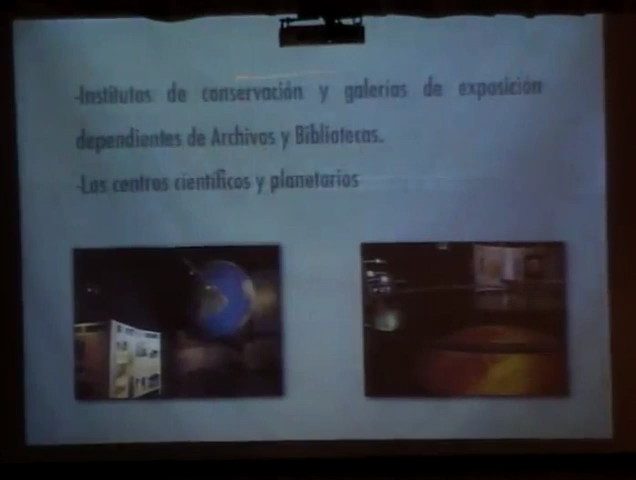 -Institutos de conservación y galerías de exposición
dependientes de Archivos y Bibliotecas.
-Los centros científicos y planetarios